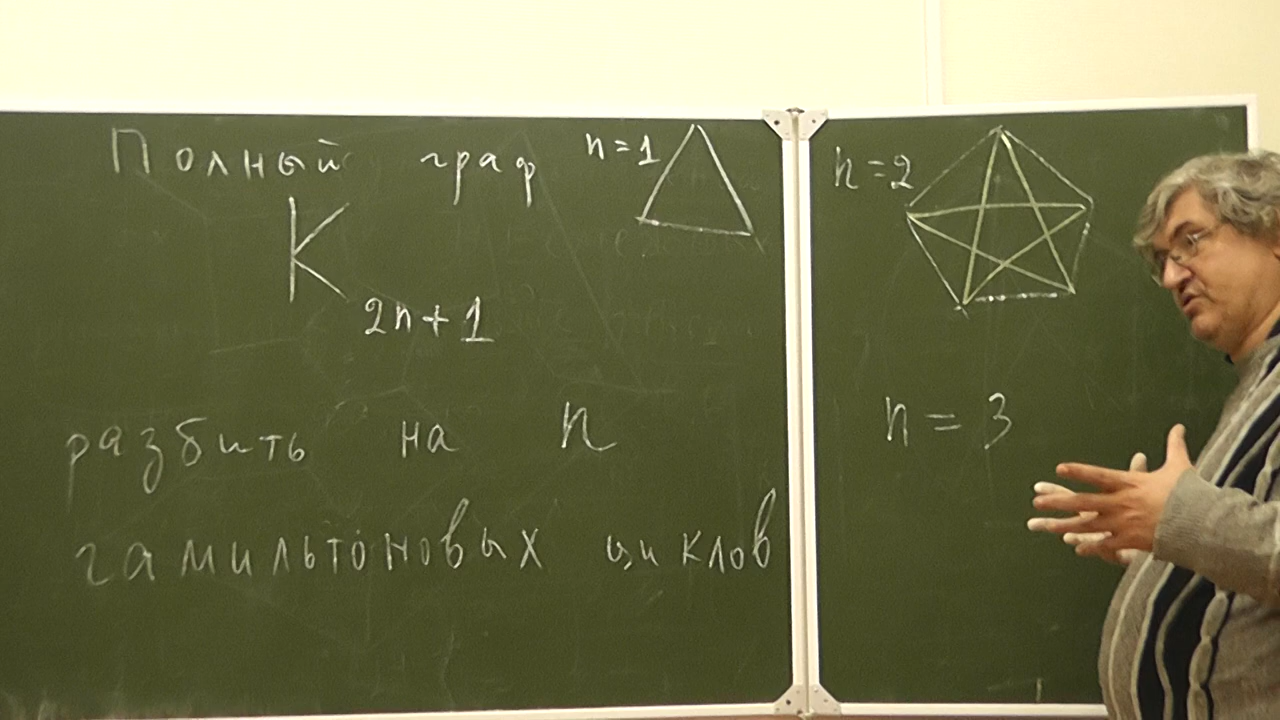 Полный граф
K 2n+1
разбить на n
гамильтоновых циклов
n=1
n=2
n=3